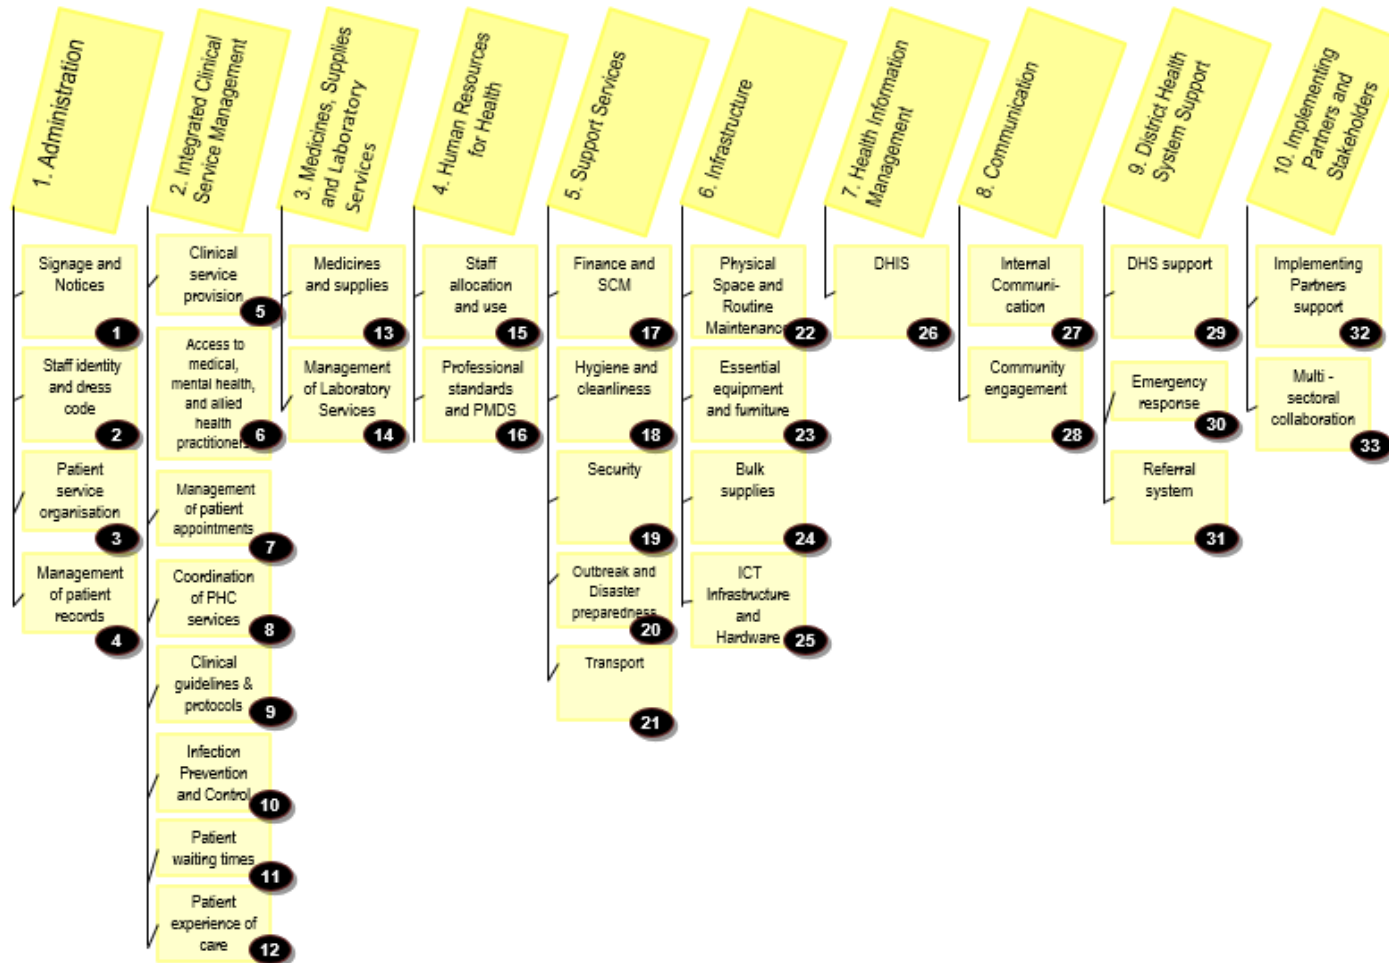 1. Administration
Signage and
Notices
1
Staff identity
and dress
code
2
Patient
service
organisation
3
Management
of patient
records
4
2. Integrated Clinical
Service Management
Clinical
service
provision
5
Access to
medical,
mental health,
and allied
health
practitioners
6
Management
of patient
appointments
7
Coordination
of PHC
services
8
Clinical
guidelines &
protocols
9
Infection
Prevention
and Control
10
Patient
waiting times
11
Patient
experience of
care
12
3. Medicines, Supplies
and Laboratory
Services
Medicines
and supplies
13
Management
of Laboratory
Services
14
4. Human Resources
for Health
Staff
allocation
and use
15
Professional
standards
and PMDS
16
5. Support Services
Finance and
SCM
17
Hygiene and
cleanliness
18
Security
19
Outbreak and
Disaster
preparedness
20
Transport
21
6. Infrastructure
Physical
Space and
Routine
Maintenance
22
Essential
equipment
and furniture
23
Bulk
supplies
24
ICT
Infrastructure
and
Hardware
25
7. Health Information
Management
DHIS
26
8. Communication
Internal
Communi-
cation
27
Community
engagement
28
9. District Health
System Support
DHS support
29
Emergency
response
30
Referral
system
31
10. Implementing
Partners and
Stakeholders
Implementing
Partners
support
32
Multi -
sectoral
collaboration
33